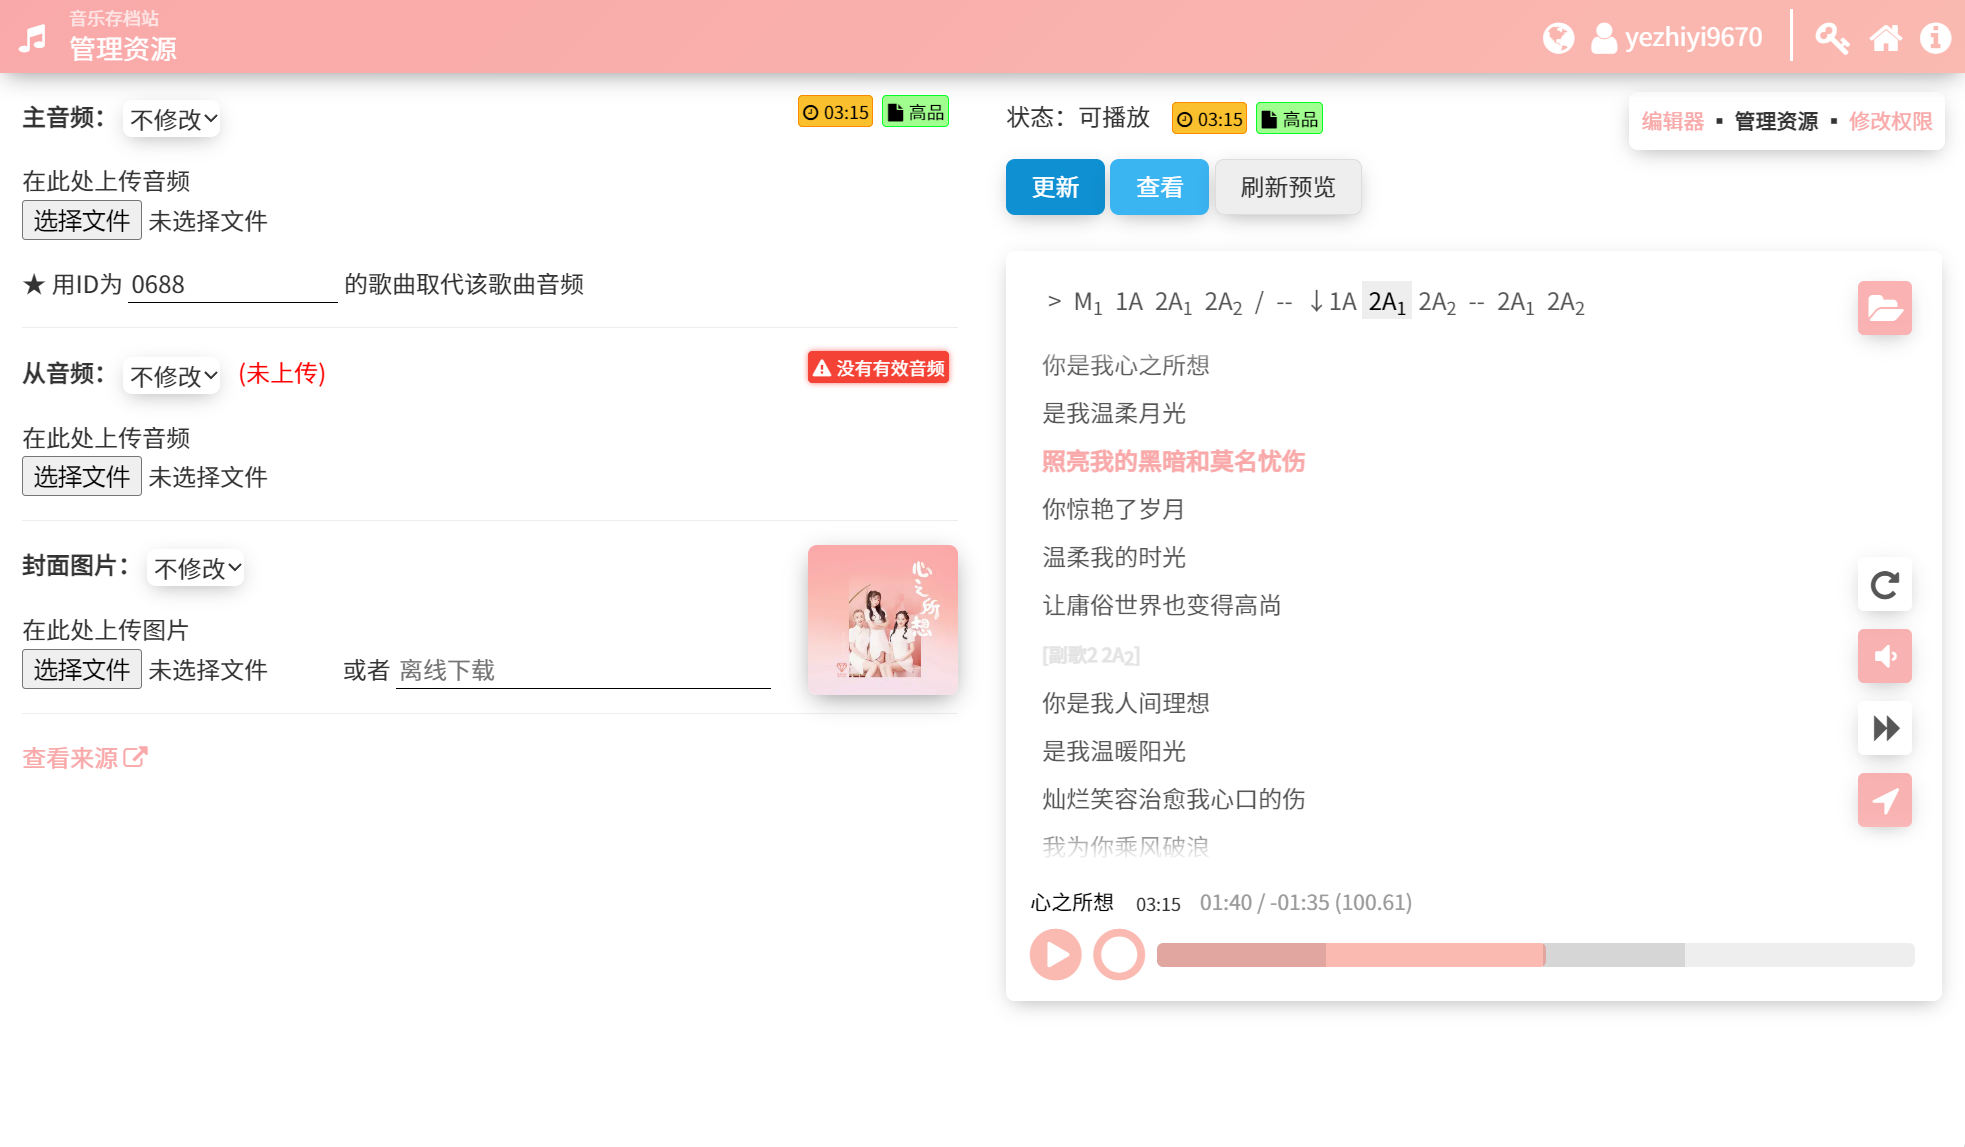 音乐存档站
管理资源
yezhiyi9670
主音频：
不修改
03:15
高品
在此处上传音频
选择文件 未选择文件
★ 用ID为 0688 的歌曲取代该歌曲音频
从音频：
不修改
(未上传)
没有有效音频
在此处上传音频
选择文件 未选择文件
封面图片：
不修改
在此处上传图片
选择文件 未选择文件
或者 离线下载
心之所想
查看来源
状态：可播放
03:15
高品
编辑器 ▪ 管理资源 ▪ 修改权限
更新
查看
刷新预览
> M1 1A 2A1 2A2 / -- ↓1A 2A1 2A2 -- 2A1 2A2
你是我心之所想
是我温柔月光
照亮我的黑暗和莫名忧伤
你惊艳了岁月
温柔我的时光
让庸俗世界也变得高尚
[副歌2 2A2]
你是我人间理想
是我温暖阳光
灿烂笑容治愈我心口的伤
我为你乘风破浪
心之所想 03:15 01:40 / -01:35 (100.61)